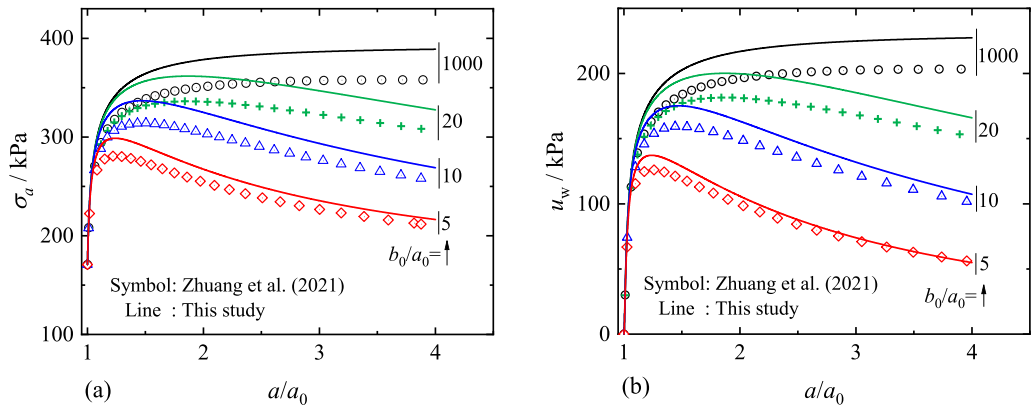 400
300
200
100
σₐ / kPa
1000
20
10
5
b₀/a₀=
Symbol: Zhuang et al. (2021)
Line : This study
1 2 3 4
(a) a/a₀
200
100
0
u_w / kPa
1000
20
10
5
Symbol: Zhuang et al. (2021)
Line : This study
b₀/a₀=
1 2 3 4
(b) a/a₀